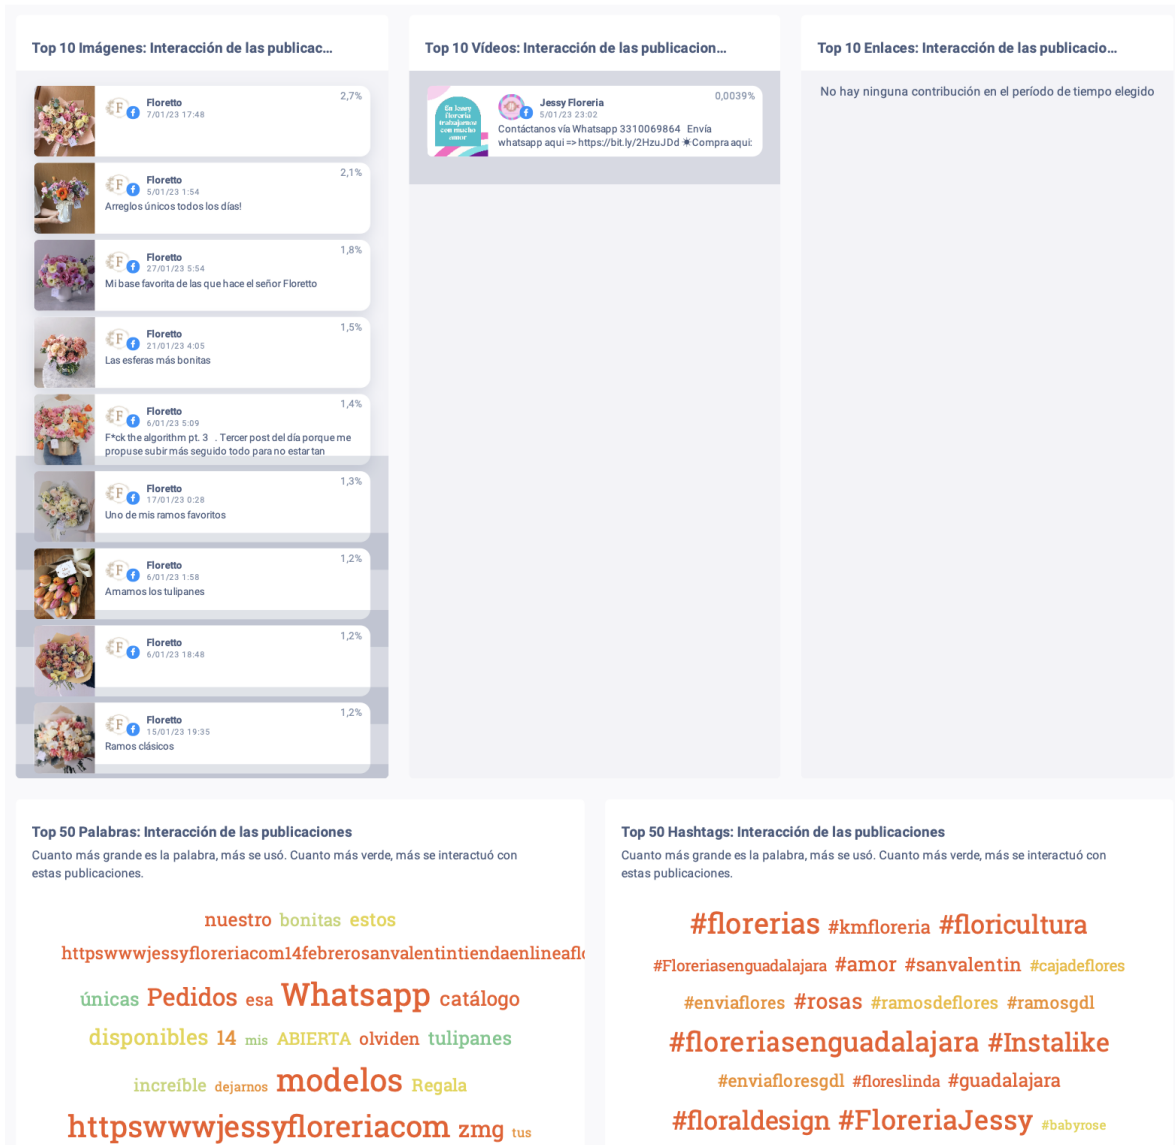 Top 10 Imágenes: Interacción de las publicac...
Floretto
7/01/23 17:48
2,7%
Floretto
5/01/23 1:54
2,1%
Arreglos únicos todos los días!
Floretto
27/01/23 5:54
1,8%
Mi base favorita de las que hace el señor Floretto
Floretto
21/01/23 4:05
1,5%
Las esferas más bonitas
Floretto
6/01/23 5:09
1,4%
F*ck the algorithm pt. 3 . Tercer post del día porque me
propuse subir más seguido todo para no estar tan
Floretto
17/01/23 0:28
1,3%
Uno de mis ramos favoritos
Floretto
6/01/23 1:58
1,2%
Amamos los tulipanes
Floretto
6/01/23 18:48
1,2%
Floretto
15/01/23 19:35
1,2%
Ramos clásicos
Top 10 Vídeos: Interacción de las publicacion...
En Jessy
florería
trabajamos
con mucho
amor
Jessy Floreria
5/01/23 23:02
0,0039%
Contáctanos vía Whatsapp 3310069864 Envía
whatsapp aqui => https://bit.ly/2HzuJDd ☀Compra aqui:
Top 10 Enlaces: Interacción de las publicacio...
No hay ninguna contribución en el período de tiempo elegido
Top 50 Palabras: Interacción de las publicaciones
Cuanto más grande es la palabra, más se usó. Cuanto más verde, más se interactuó con
estas publicaciones.
nuestro bonitas estos
httpswwwjessyfloreriacom14febrerosanvalentintiendaenlineaflo
únicas Pedidos esa Whatsapp catálogo
disponibles 14 mis ABIERTA olviden tulipanes
increíble dejarnos modelos Regala
httpswwwjessyfloreriacom zmg tus
Top 50 Hashtags: Interacción de las publicaciones
Cuanto más grande es la palabra, más se usó. Cuanto más verde, más se interactuó con
estas publicaciones.
#florerias #kmfloreria #floricultura
#Floreriasenguadalajara #amor #sanvalentin #cajadeflores
#enviaflores #rosas #ramosdeflores #ramosgdl
#floreriasenguadalajara #Instalike
#enviafloresgdl #floreslinda #guadalajara
#floraldesign #FloreriaJessy #babyrose